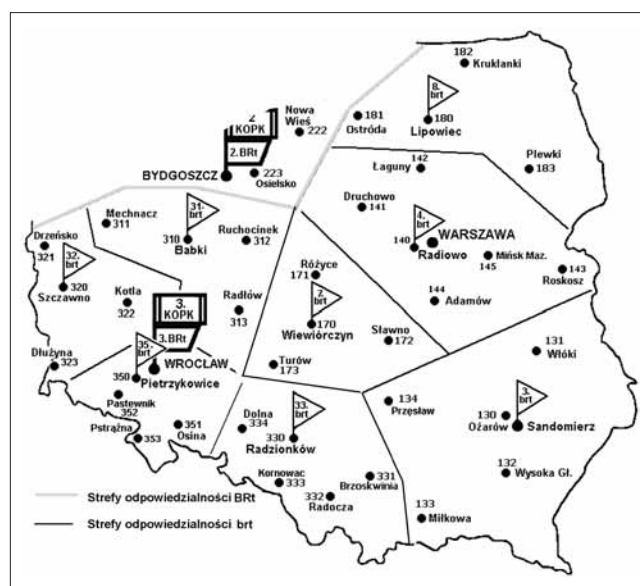 182
Kruklanki
8.
brt
180
Lipowiec
181
Ostróda
Nowa
Wieś
222
2
KOPK
2.BRt
BYDGOSZCZ
223
Osielsko
Plewki
183
Łaguny
142
Druchowo
141
4.
brt
WARSZAWA
140
Radiowo
145
Mińsk Maz.
143
Roskosz
144
Adamów
Mechnacz
311
31.
brt
310
Babki
Ruchocinek
312
Drzeńsko
321
32.
brt
320
Szczawno
Kotla
322
3.
KOPK
3.BRt
WROCLAW
Radłów
313
Różyce
171
7.
brt
170
Wiewiórczyn
Sławno
172
Turów
173
Dłużyna
323
35.
brt
350
Pietrzykowice
Pastewnik
352
Pstrążna
353
351
Osina
Dolna
334
33.
brt
330
Radzionków
Kornowac
333
332
Radocza
331
Brzoskwinia
134
Przęsław
131
Włóki
3.
brt
130
Ożarów
Sandomierz
132
Wysoka Gł.
133
Miłkowa
Strefy odpowiedzialności BRt
Strefy odpowiedzialności brt